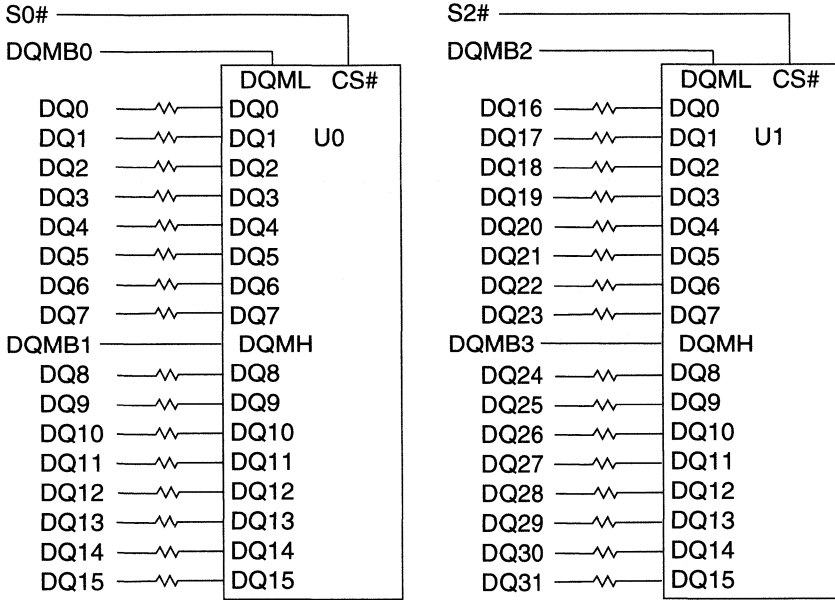 S0#
DQMB0
DQML CS#
DQ0 DQ0
DQ1 DQ1 U0
DQ2 DQ2
DQ3 DQ3
DQ4 DQ4
DQ5 DQ5
DQ6 DQ6
DQ7 DQ7
DQMB1 DQMH
DQ8 DQ8
DQ9 DQ9
DQ10 DQ10
DQ11 DQ11
DQ12 DQ12
DQ13 DQ13
DQ14 DQ14
DQ15 DQ15
S2#
DQMB2
DQML CS#
DQ16 DQ0
DQ17 DQ1 U1
DQ18 DQ2
DQ19 DQ3
DQ20 DQ4
DQ21 DQ5
DQ22 DQ6
DQ23 DQ7
DQMB3 DQMH
DQ24 DQ8
DQ25 DQ9
DQ26 DQ10
DQ27 DQ11
DQ28 DQ12
DQ29 DQ13
DQ30 DQ14
DQ31 DQ15